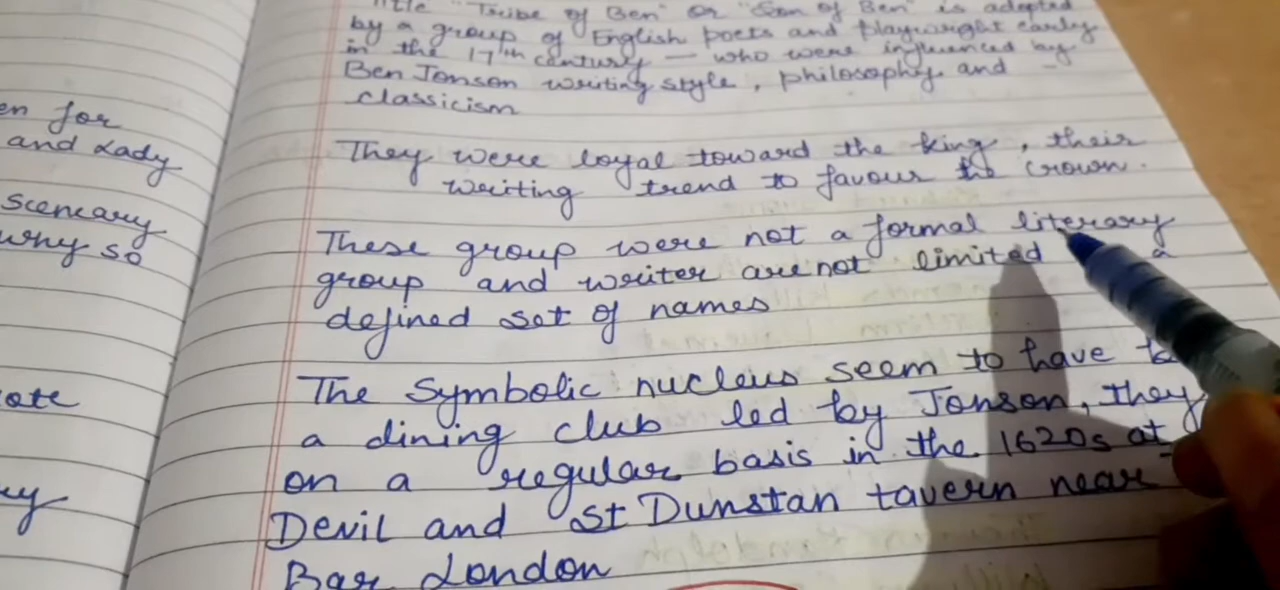 en for
and Lady
Sceneary
why so
ate
Title "Tribe of Ben" or "Son of Ben" is adopted
by a group of English poets and playwright early
in the 17th century — who were influenced by
Ben Jonson writing style, philosophy and
classicism
They were loyal toward the king, their
writing trend to favour the Crown.
These group were not a formal literary
group and writer are not limited a
defined set of names
The Symbolic nucleus seem to have
a dining club led by Jonson, they
on a regular basis in the 1620s at
Devil and St Dunstan tavern near
Bar London